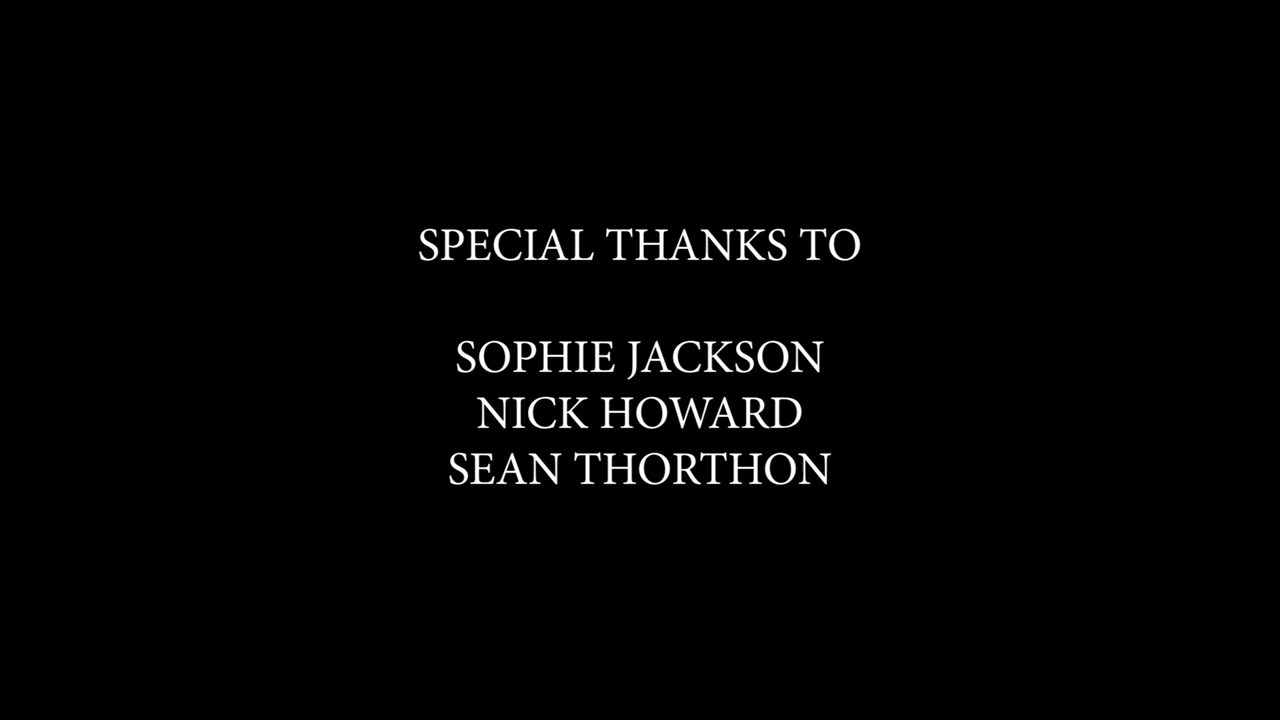 SPECIAL THANKS TO
SOPHIE JACKSON
NICK HOWARD
SEAN THORTHON